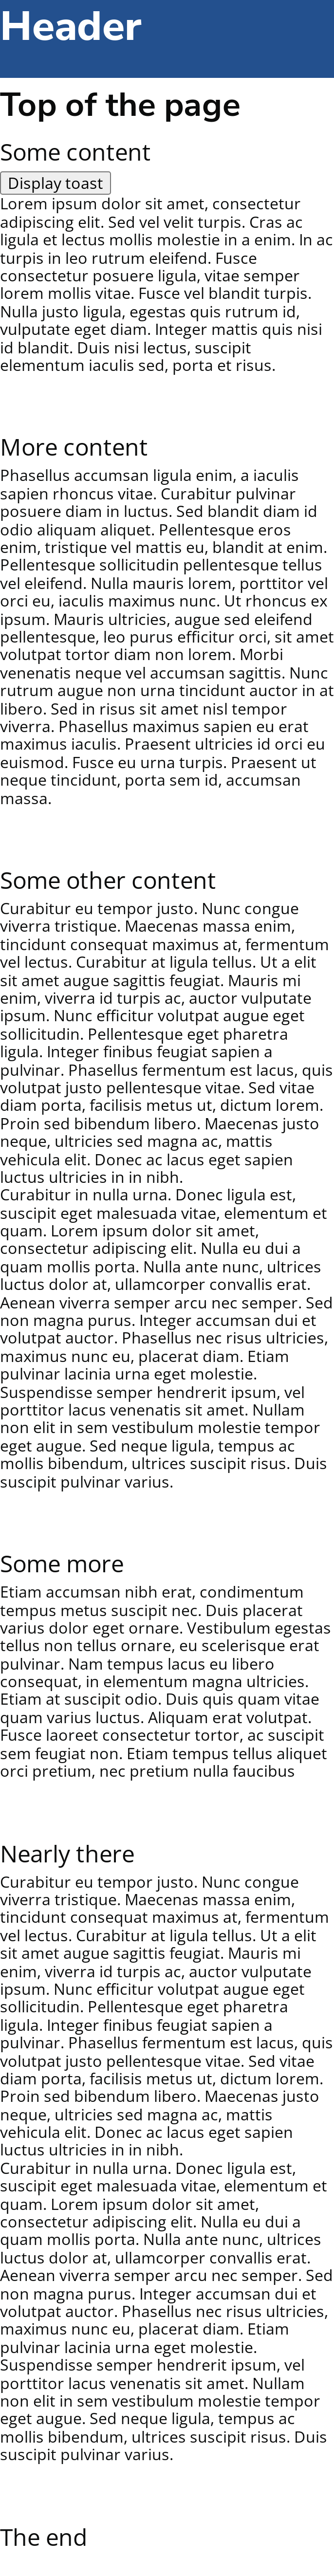 Header
Top of the page
Some content
Display toast
Lorem ipsum dolor sit amet, consectetur
adipiscing elit. Sed vel velit turpis. Cras ac
ligula et lectus mollis molestie in a enim. In ac
turpis in leo rutrum eleifend. Fusce
consectetur posuere ligula, vitae semper
lorem mollis vitae. Fusce vel blandit turpis.
Nulla justo ligula, egestas quis rutrum id,
vulputate eget diam. Integer mattis quis nisi
id blandit. Duis nisi lectus, suscipit
elementum iaculis sed, porta et risus.
More content
Phasellus accumsan ligula enim, a iaculis
sapien rhoncus vitae. Curabitur pulvinar
posuere diam in luctus. Sed blandit diam id
odio aliquam aliquet. Pellentesque eros
enim, tristique vel mattis eu, blandit at enim.
Pellentesque sollicitudin pellentesque tellus
vel eleifend. Nulla mauris lorem, porttitor vel
orci eu, iaculis maximus nunc. Ut rhoncus ex
ipsum. Mauris ultricies, augue sed eleifend
pellentesque, leo purus efficitur orci, sit amet
volutpat tortor diam non lorem. Morbi
venenatis neque vel accumsan sagittis. Nunc
rutrum augue non urna tincidunt auctor in at
libero. Sed in risus sit amet nisl tempor
viverra. Phasellus maximus sapien eu erat
maximus iaculis. Praesent ultricies id orci eu
euismod. Fusce eu urna turpis. Praesent ut
neque tincidunt, porta sem id, accumsan
massa.
Some other content
Curabitur eu tempor justo. Nunc congue
viverra tristique. Maecenas massa enim,
tincidunt consequat maximus at, fermentum
vel lectus. Curabitur at ligula tellus. Ut a elit
sit amet augue sagittis feugiat. Mauris mi
enim, viverra id turpis ac, auctor vulputate
ipsum. Nunc efficitur volutpat augue eget
sollicitudin. Pellentesque eget pharetra
ligula. Integer finibus feugiat sapien a
pulvinar. Phasellus fermentum est lacus, quis
volutpat justo pellentesque vitae. Sed vitae
diam porta, facilisis metus ut, dictum lorem.
Proin sed bibendum libero. Maecenas justo
neque, ultricies sed magna ac, mattis
vehicula elit. Donec ac lacus eget sapien
luctus ultricies in in nibh.
Curabitur in nulla urna. Donec ligula est,
suscipit eget malesuada vitae, elementum et
quam. Lorem ipsum dolor sit amet,
consectetur adipiscing elit. Nulla eu dui a
quam mollis porta. Nulla ante nunc, ultrices
luctus dolor at, ullamcorper convallis erat.
Aenean viverra semper arcu nec semper. Sed
non magna purus. Integer accumsan dui et
volutpat auctor. Phasellus nec risus ultricies,
maximus nunc eu, placerat diam. Etiam
pulvinar lacinia urna eget molestie.
Suspendisse semper hendrerit ipsum, vel
porttitor lacus venenatis sit amet. Nullam
non elit in sem vestibulum molestie tempor
eget augue. Sed neque ligula, tempus ac
mollis bibendum, ultrices suscipit risus. Duis
suscipit pulvinar varius.
Some more
Etiam accumsan nibh erat, condimentum
tempus metus suscipit nec. Duis placerat
varius dolor eget ornare. Vestibulum egestas
tellus non tellus ornare, eu scelerisque erat
pulvinar. Nam tempus lacus eu libero
consequat, in elementum magna ultricies.
Etiam at suscipit odio. Duis quis quam vitae
quam varius luctus. Aliquam erat volutpat.
Fusce laoreet consectetur tortor, ac suscipit
sem feugiat non. Etiam tempus tellus aliquet
orci pretium, nec pretium nulla faucibus
Nearly there
Curabitur eu tempor justo. Nunc congue
viverra tristique. Maecenas massa enim,
tincidunt consequat maximus at, fermentum
vel lectus. Curabitur at ligula tellus. Ut a elit
sit amet augue sagittis feugiat. Mauris mi
enim, viverra id turpis ac, auctor vulputate
ipsum. Nunc efficitur volutpat augue eget
sollicitudin. Pellentesque eget pharetra
ligula. Integer finibus feugiat sapien a
pulvinar. Phasellus fermentum est lacus, quis
volutpat justo pellentesque vitae. Sed vitae
diam porta, facilisis metus ut, dictum lorem.
Proin sed bibendum libero. Maecenas justo
neque, ultricies sed magna ac, mattis
vehicula elit. Donec ac lacus eget sapien
luctus ultricies in in nibh.
Curabitur in nulla urna. Donec ligula est,
suscipit eget malesuada vitae, elementum et
quam. Lorem ipsum dolor sit amet,
consectetur adipiscing elit. Nulla eu dui a
quam mollis porta. Nulla ante nunc, ultrices
luctus dolor at, ullamcorper convallis erat.
Aenean viverra semper arcu nec semper. Sed
non magna purus. Integer accumsan dui et
volutpat auctor. Phasellus nec risus ultricies,
maximus nunc eu, placerat diam. Etiam
pulvinar lacinia urna eget molestie.
Suspendisse semper hendrerit ipsum, vel
porttitor lacus venenatis sit amet. Nullam
non elit in sem vestibulum molestie tempor
eget augue. Sed neque ligula, tempus ac
mollis bibendum, ultrices suscipit risus. Duis
suscipit pulvinar varius.
The end